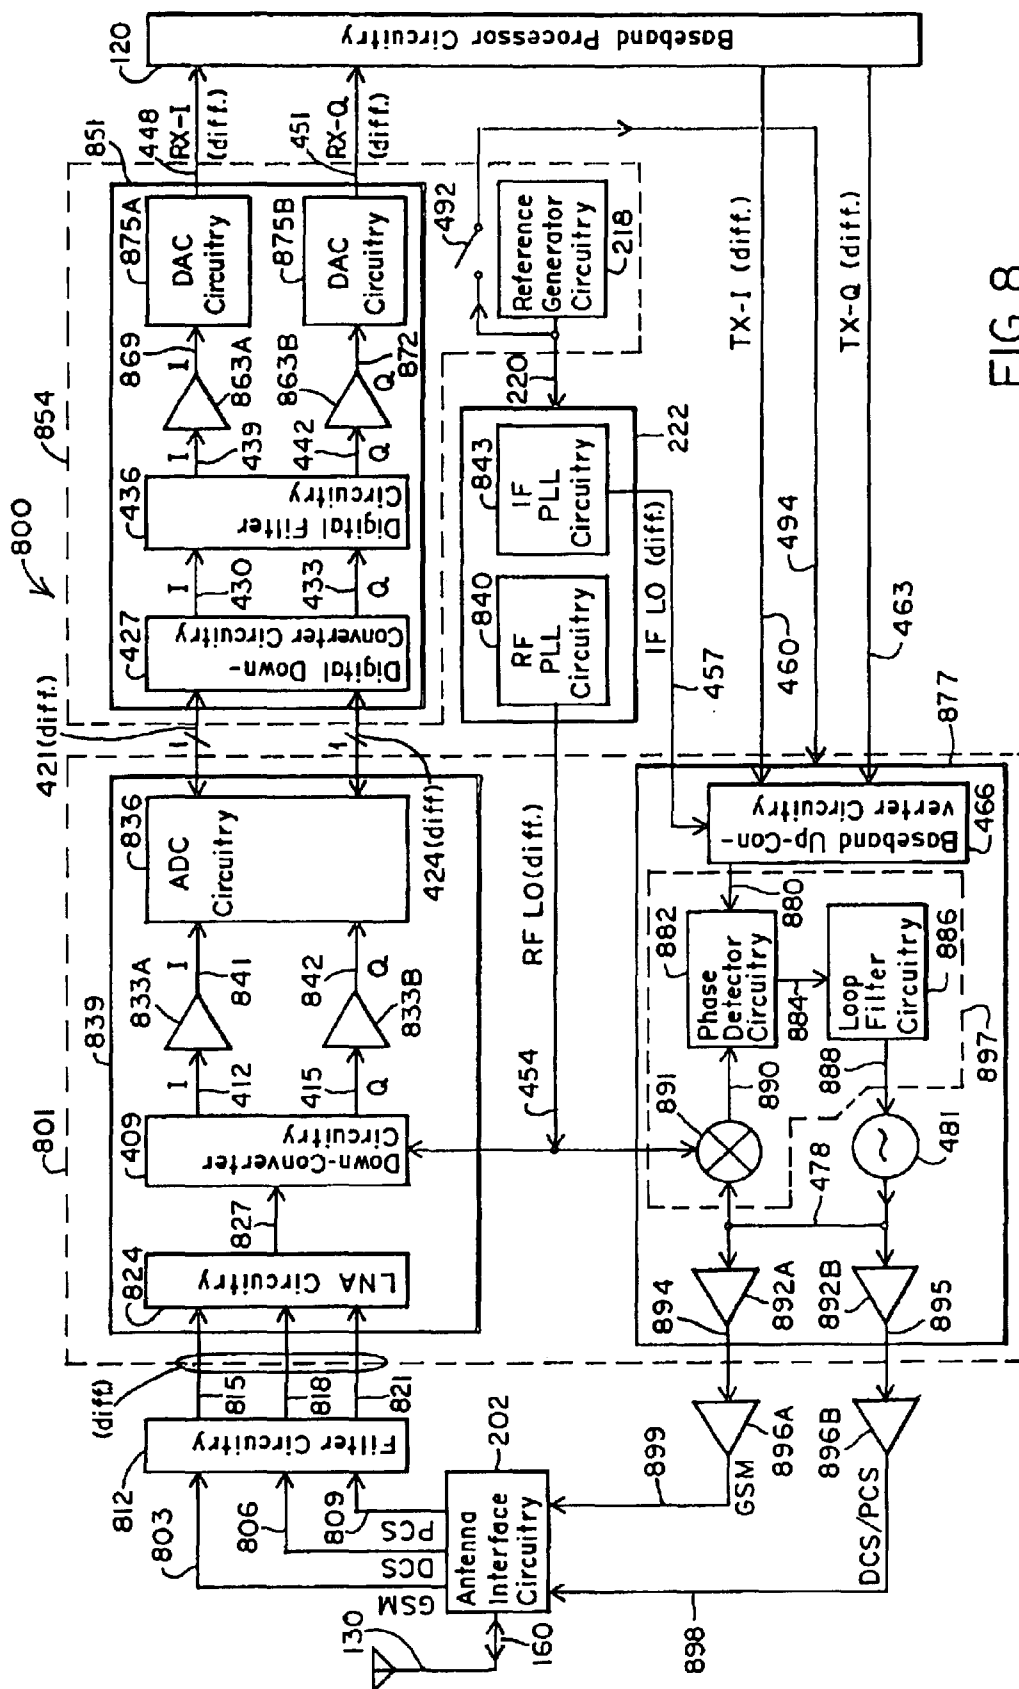 120
Baseband Processor Circuitry
800
854
851
448
RX-I
(diff.)
451
RX-Q
(diff.)
875A
DAC
Circuitry
875B
DAC
Circuitry
869
I
863A
863B
872
Q
I
439
442
Q
436
Digital Filter
Circuitry
I
430
433
Q
427
Digital Down-
Converter Circuitry
492
Reference
Generator
Circuitry
218
220
222
843
IF
PLL
Circuitry
840
RF
PLL
Circuitry
IF LO (diff.)
457
TX-I (diff.)
460
494
TX-Q (diff.)
463
FIG. 8
421(diff.)
1
1
424(diff)
801
839
836
ADC
Circuitry
833A
I
841
842
Q
833B
I
412
415
Q
409
Down-Converter
Circuitry
827
824
LNA Circuitry
RF LO(diff.)
454
877
Baseband Up-Con-
verter Circuitry
466
880
882
Phase
Detector
Circuitry
884
886
Loop
Filter
Circuitry
888
890
891
897
481
478
892A
892B
894
895
(diff.)
815
818
821
812
Filter Circuitry
803
806
809
GSM
DCS
PCS
202
Antenna
Interface
Circuitry
130
160
896A
896B
899
GSM
DCS/PCS
898